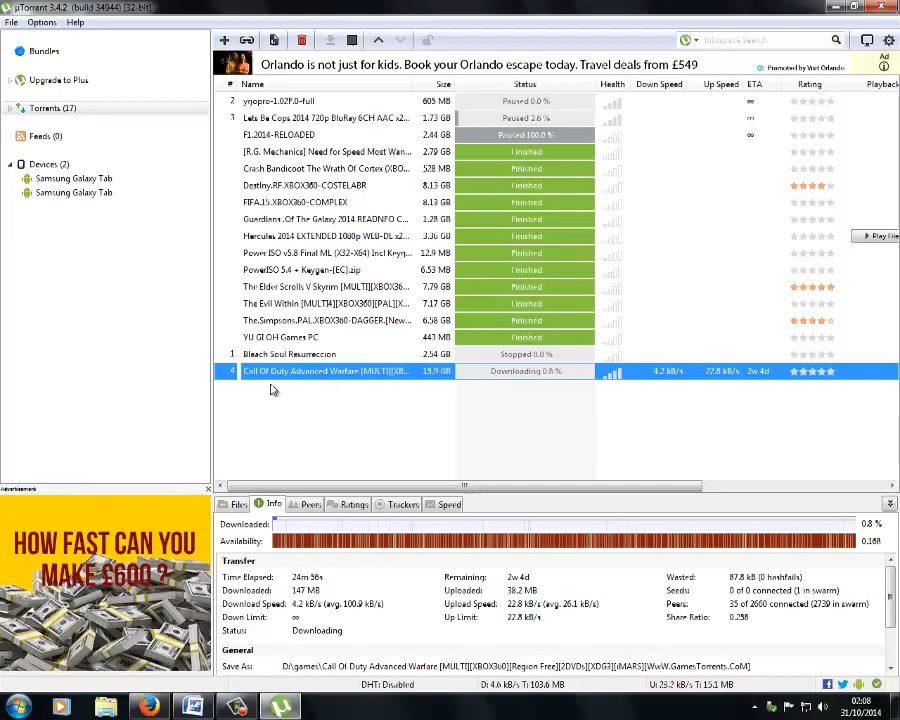 µTorrent 3.4.2 (build 34944) [32-bit]
File Options Help
Infospace Search
Bundles
Upgrade to Plus
Torrents (17)
Feeds (0)
Devices (2)
Samsung Galaxy Tab
Samsung Galaxy Tab
Orlando is not just for kids. Book your Orlando escape today. Travel deals from £549
Promoted by Visit Orlando
Ad
# Name Size Status Health Down Speed Up Speed ETA Rating Playback
2 ygopro-1.02F.0-full 605 MB Paused 0.0 % ∞
3 Lets Be Cops 2014 720p BluRay 6CH AAC x2... 1.73 GB Paused 2.6 % ∞
F1.2014-RELOADED 2.44 GB Paused 100.0 % ∞
[R.G. Mechanics] Need for Speed Most Wan... 2.79 GB Finished
Crash Bandicoot The Wrath Of Cortex (XBO... 528 MB Finished
Destiny.RF.XBOX360-COSTELABR 8.13 GB Finished
FIFA.15.XBOX360-COMPLEX 8.13 GB Finished
Guardians .Of The Galaxy 2014 READNFO C... 1.28 GB Finished
Hercules 2014 EXTENDED 1080p WEB-DL x2... 3.36 GB Finished
Play File
PowerISO v5.8 Final ML (X32-X64) Incl Keyg... 12.9 MB Finished
PowerISO 5.4 + Keygen-[EC].zip 6.53 MB Finished
The Elder Scrolls V Skyrim [MULTI][XBOX36... 7.79 GB Finished
The Evil Within [MULTI4][XBOX360][PAL][X... 7.17 GB Finished
The.Simpsons.PAL.XBOX360-DAGGER.[New... 6.58 GB Finished
YU GI OH Games PC 443 MB Finished
1 Bleach Soul Resurreccion 2.54 GB Stopped 0.0 %
4 Call Of Duty Advanced Warfare [MULTI][XB... 15.9 GB Downloading 0.8 % 4.2 kB/s 22.8 kB/s 2w 4d
Advertisement
HOW FAST CAN YOU
MAKE £600 ?
Files Info Peers Ratings Trackers Speed
Downloaded: 0.8 %
Availability: 0.168
Transfer
Time Elapsed: 24m 56s Remaining: 2w 4d Wasted: 87.8 kB (0 hashfails)
Downloaded: 147 MB Uploaded: 38.2 MB Seeds: 0 of 0 connected (1 in swarm)
Download Speed: 4.2 kB/s (avg. 100.9 kB/s) Upload Speed: 22.8 kB/s (avg. 26.1 kB/s) Peers: 35 of 2660 connected (2739 in swarm)
Down Limit: ∞ Up Limit: ∞ Share Ratio: 0.258
Status: Downloading
General
Save As: D:\games\Call Of Duty Advanced Warfare [MULTI][XBOX360][Region Free][2DVDs][XDG3][iMARS][WwW.GamesTorrents.CoM]
DHT: Disabled D: 4.6 kB/s T: 103.6 MB U: 23.2 kB/s T: 15.1 MB
02:08
31/10/2014